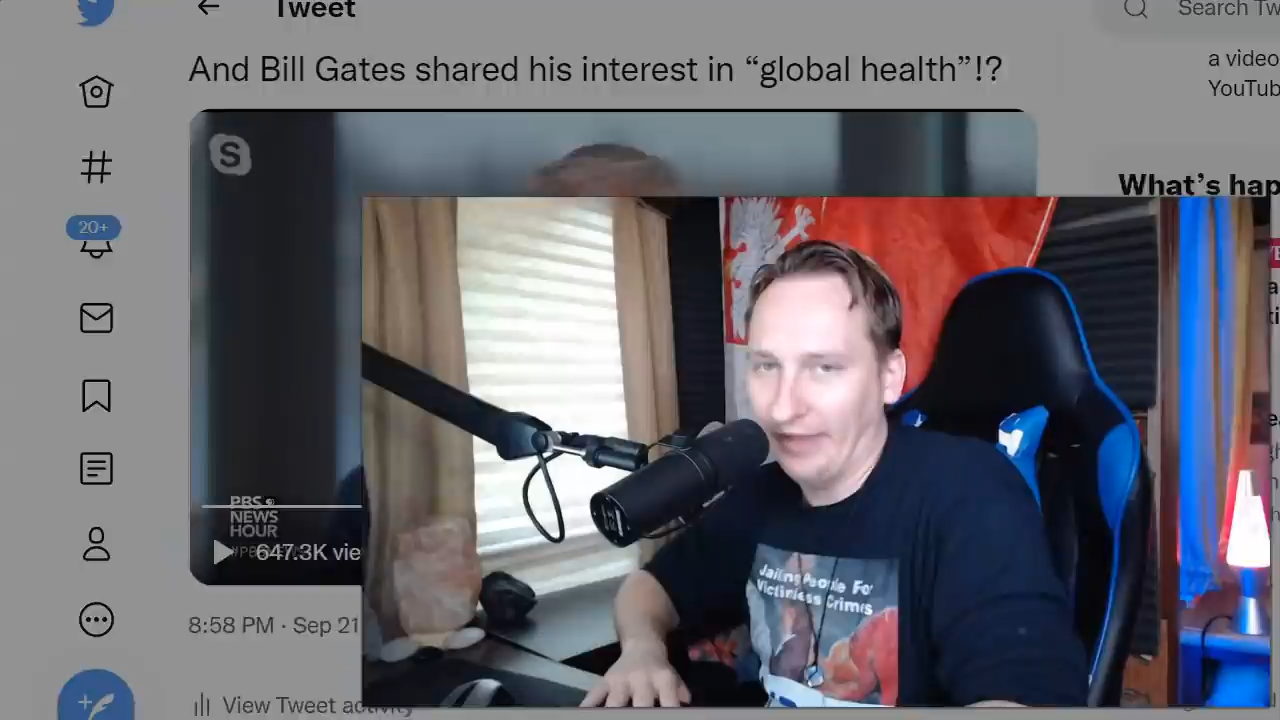 Tweet
Search Tw
And Bill Gates shared his interest in “global health”!?
a video
YouTub
S
20+
What’s hap
PBS
NEWS
HOUR
647.3K vie
8:58 PM · Sep 21
Jailing People For
Victimless Crimes
View Tweet activity